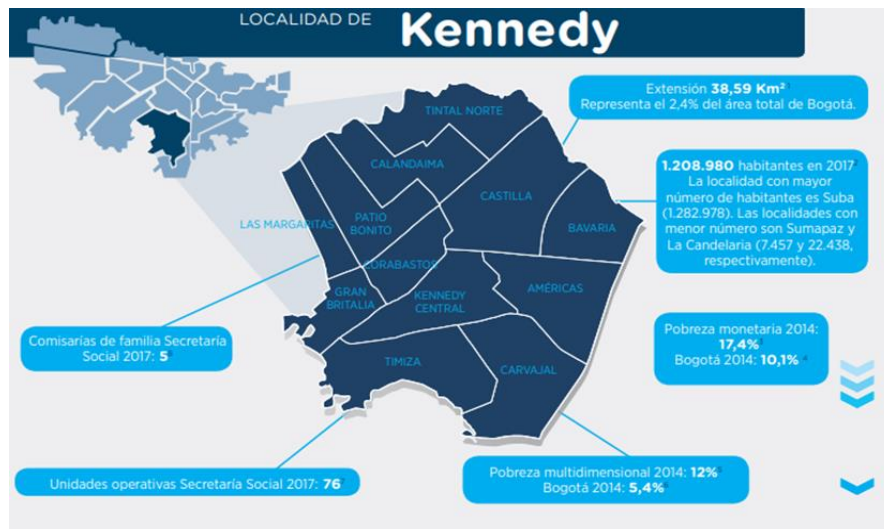 LOCALIDAD DE Kennedy
Extensión 38,59 Km² 1
Representa el 2,4% del área total de Bogotá.
TINTAL NORTE
CALANDAIMA
CASTILLA
1.208.980 habitantes en 2017 2
La localidad con mayor
número de habitantes es Suba
(1.282.978). Las localidades con
menor número son Sumapaz y
La Candelaria (7.457 y 22.438,
respectivamente).
LAS MARGARITAS
PATIO
BONITO
BAVARIA
CORABASTOS
GRAN
BRITALIA
KENNEDY
CENTRAL
AMÉRICAS
Comisarías de familia Secretaría
Social 2017: 5
Pobreza monetaria 2014:
17,4%
Bogotá 2014: 10,1%
TIMIZA
CARVAJAL
Unidades operativas Secretaría Social 2017: 76
Pobreza multidimensional 2014: 12%
Bogotá 2014: 5,4%